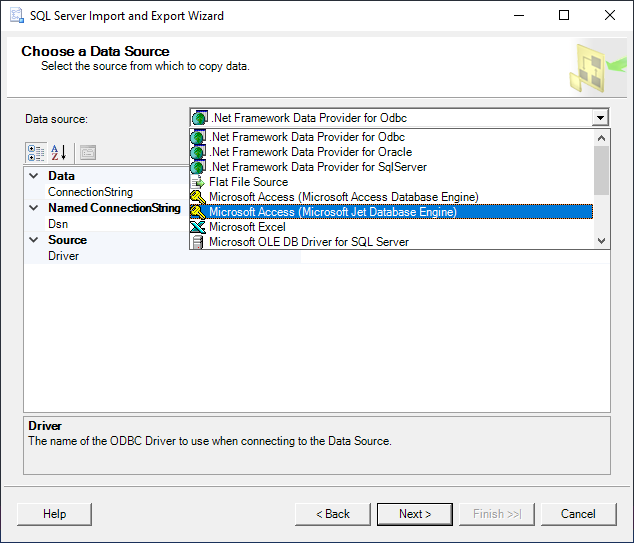 SQL Server Import and Export Wizard
Choose a Data Source
Select the source from which to copy data.
Data source:
.Net Framework Data Provider for Odbc
.Net Framework Data Provider for Odbc
.Net Framework Data Provider for Oracle
.Net Framework Data Provider for SqlServer
Flat File Source
Microsoft Access (Microsoft Access Database Engine)
Microsoft Access (Microsoft Jet Database Engine)
Microsoft Excel
Microsoft OLE DB Driver for SQL Server
A
Z
Data
ConnectionString
Named ConnectionString
Dsn
Source
Driver
Driver
The name of the ODBC Driver to use when connecting to the Data Source.
Help
< Back
Next >
Finish >>|
Cancel